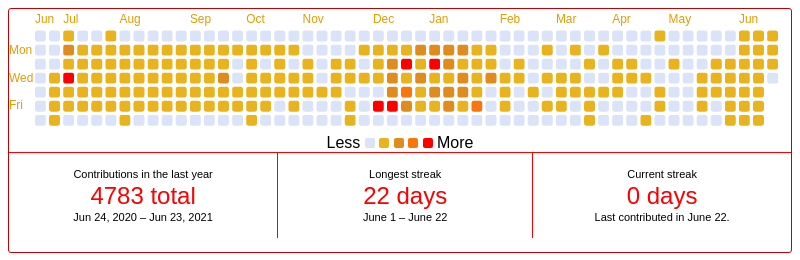 Jun Jul Aug Sep Oct Nov Dec Jan Feb Mar Apr May Jun
Mon
Wed
Fri
Less More
Contributions in the last year
4783 total
Jun 24, 2020 – Jun 23, 2021
Longest streak
22 days
June 1 – June 22
Current streak
0 days
Last contributed in June 22.